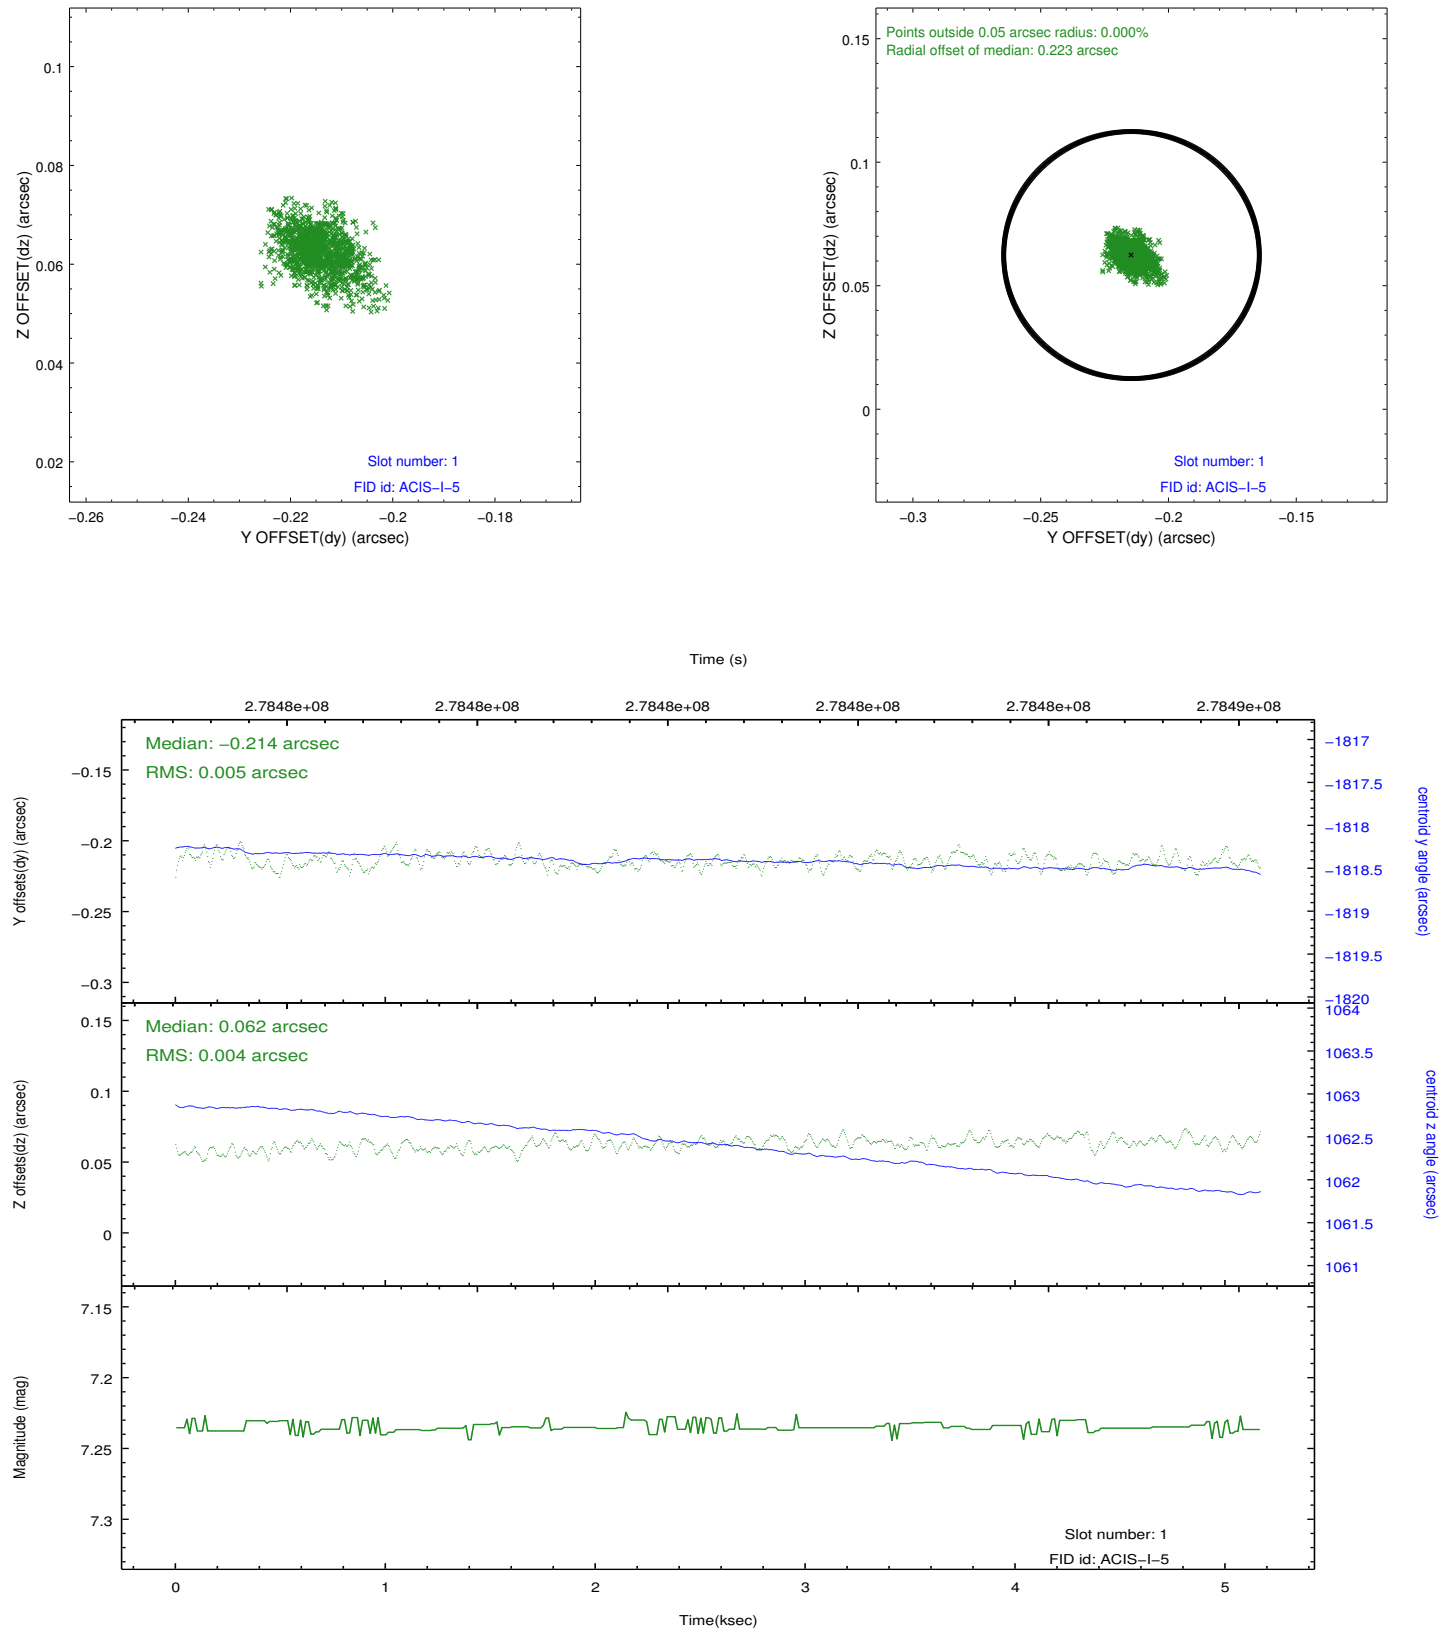 0.1
0.08
0.06
0.04
0.02
Z OFFSET(dz) (arcsec)
Slot number: 1
FID id: ACIS−I−5
−0.26
−0.24
−0.22
−0.2
−0.18
Y OFFSET(dy) (arcsec)
Points outside 0.05 arcsec radius: 0.000%
Radial offset of median: 0.223 arcsec
0.15
0.1
0.05
0
Z OFFSET(dz) (arcsec)
Slot number: 1
FID id: ACIS−I−5
−0.3
−0.25
−0.2
−0.15
Y OFFSET(dy) (arcsec)
Time (s)
2.7848e+08
2.7848e+08
2.7848e+08
2.7848e+08
2.7848e+08
2.7849e+08
Median: −0.214 arcsec
RMS: 0.005 arcsec
−0.15
−0.2
−0.25
−0.3
Y offsets(dy) (arcsec)
−1817
−1817.5
−1818
−1818.5
−1819
−1819.5
−1820
centroid y angle (arcsec)
Median: 0.062 arcsec
RMS: 0.004 arcsec
0.15
0.1
0.05
0
Z offsets(dz) (arcsec)
1064
1063.5
1063
1062.5
1062
1061.5
1061
centroid z angle (arcsec)
7.15
7.2
7.25
7.3
Magnitude (mag)
Slot number: 1
FID id: ACIS−I−5
0
1
2
3
4
5
Time(ksec)